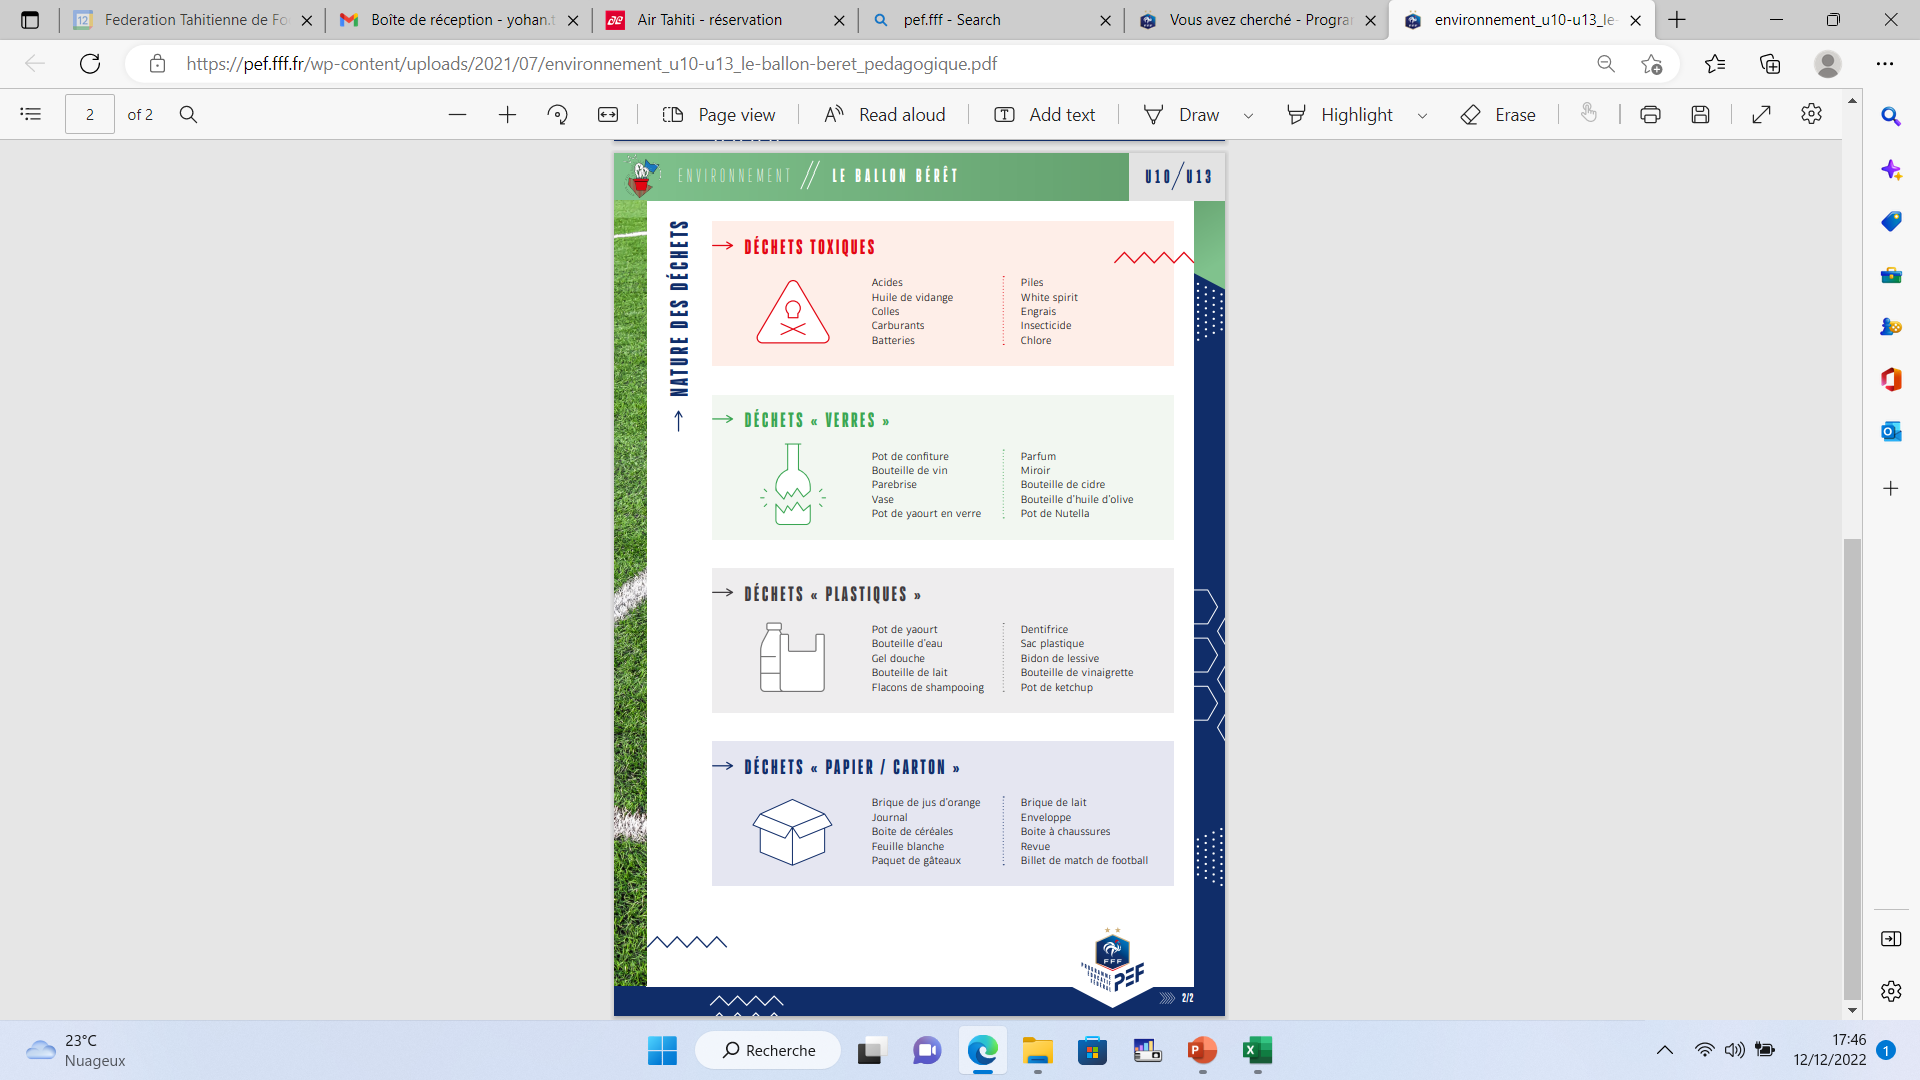 Federation Tahitienne de Fo
Boîte de réception - yohan.t
Air Tahiti - réservation
pef.fff - Search
Vous avez cherché - Progra
environnement_u10-u13_le-
https://pef.fff.fr/wp-content/uploads/2021/07/environnement_u10-u13_le-ballon-beret_pedagogique.pdf
2 of 2
Page view
Read aloud
Add text
Draw
Highlight
Erase
ENVIRONNEMENT // LE BALLON BÉRÊT
U10/U13
NATURE DES DÉCHETS
DÉCHETS TOXIQUES
Acides
Huile de vidange
Colles
Carburants
Batteries
Piles
White spirit
Engrais
Insecticide
Chlore
DÉCHETS « VERRES »
Pot de confiture
Bouteille de vin
Parebrise
Vase
Pot de yaourt en verre
Parfum
Miroir
Bouteille de cidre
Bouteille d'huile d'olive
Pot de Nutella
DÉCHETS « PLASTIQUES »
Pot de yaourt
Bouteille d'eau
Gel douche
Bouteille de lait
Flacons de shampooing
Dentifrice
Sac plastique
Bidon de lessive
Bouteille de vinaigrette
Pot de ketchup
DÉCHETS « PAPIER / CARTON »
Brique de jus d'orange
Journal
Boite de céréales
Feuille blanche
Paquet de gâteaux
Brique de lait
Enveloppe
Boite à chaussures
Revue
Billet de match de football
FFF
PROGRAMME
ÉDUCATIF
FÉDÉRAL
PEF
2/2
23°C
Nuageux
Recherche
17:46
12/12/2022
1